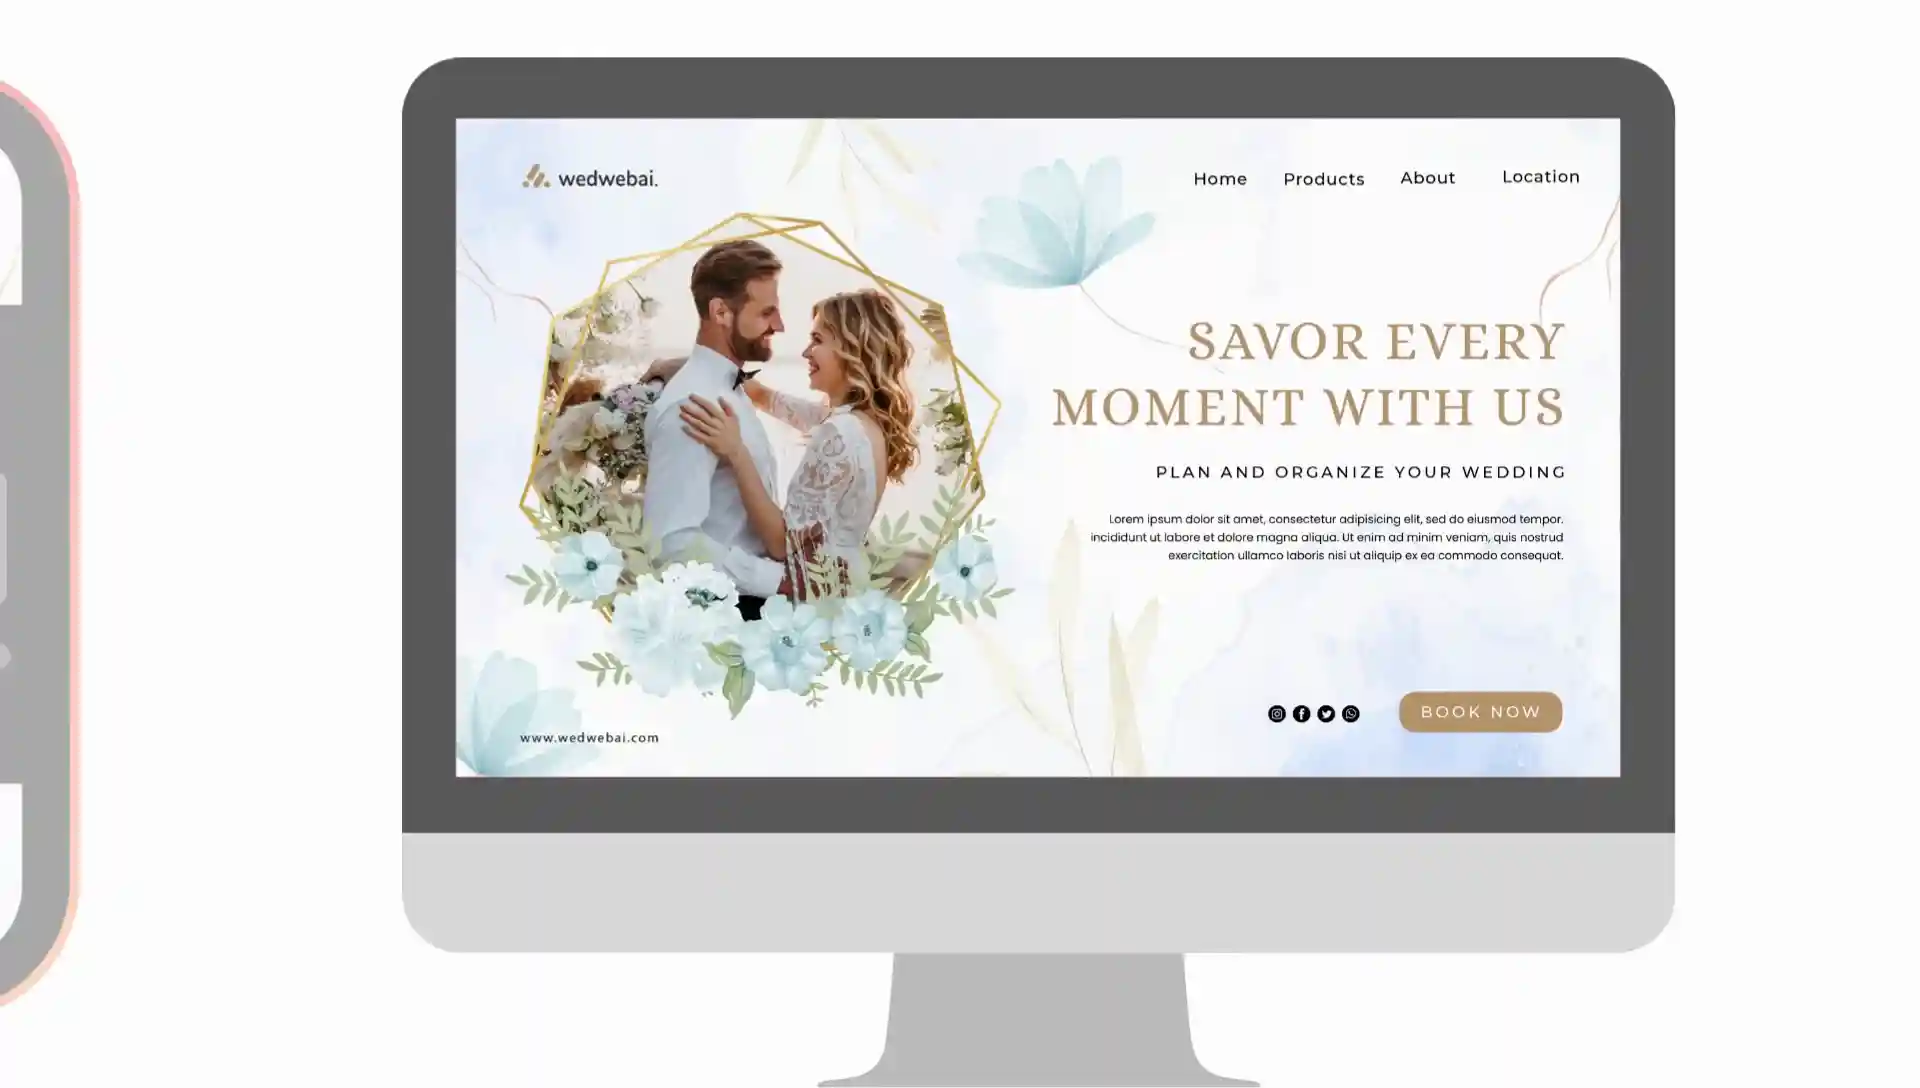 wedwebai.
Home Products About Location
SAVOR EVERY
MOMENT WITH US
PLAN AND ORGANIZE YOUR WEDDING
Lorem ipsum dolor sit amet, consectetur adipisicing elit, sed do eiusmod tempor.
incididunt ut labore et dolore magna aliqua. Ut enim ad minim veniam, quis nostrud
exercitation ullamco laboris nisi ut aliquip ex ea commodo consequat.
BOOK NOW
www.wedwebai.com